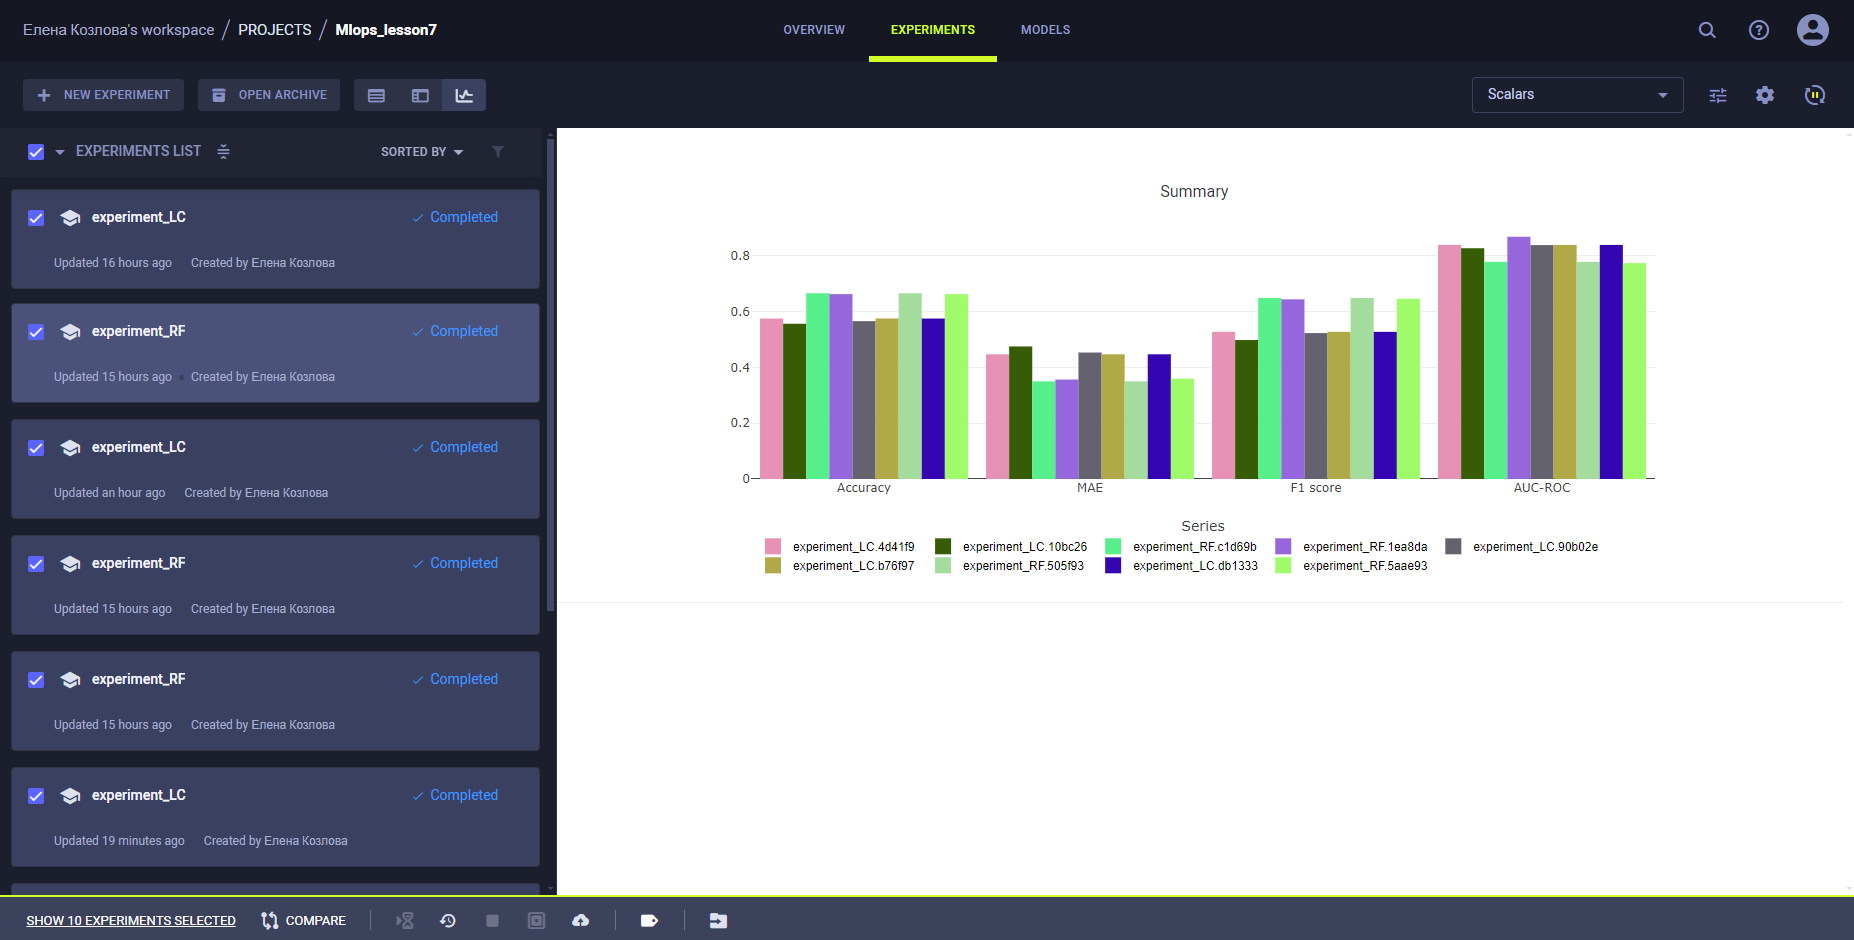 Елена Козлова's workspace / PROJECTS / Mlops_lesson7
OVERVIEW EXPERIMENTS MODELS
NEW EXPERIMENT OPEN ARCHIVE
Scalars
EXPERIMENTS LIST SORTED BY
experiment_LC Completed
Updated 16 hours ago Created by Елена Козлова
experiment_RF Completed
Updated 15 hours ago Created by Елена Козлова
experiment_LC Completed
Updated an hour ago Created by Елена Козлова
experiment_RF Completed
Updated 15 hours ago Created by Елена Козлова
experiment_RF Completed
Updated 15 hours ago Created by Елена Козлова
experiment_LC Completed
Updated 19 minutes ago Created by Елена Козлова
Summary
0.8
0.6
0.4
0.2
0
Accuracy MAE F1 score AUC-ROC
Series
experiment_LC.4d41f9 experiment_LC.10bc26 experiment_RF.c1d69b experiment_RF.1ea8da experiment_LC.90b02e
experiment_LC.b76f97 experiment_RF.505f93 experiment_LC.db1333 experiment_RF.5aae93
SHOW 10 EXPERIMENTS SELECTED COMPARE